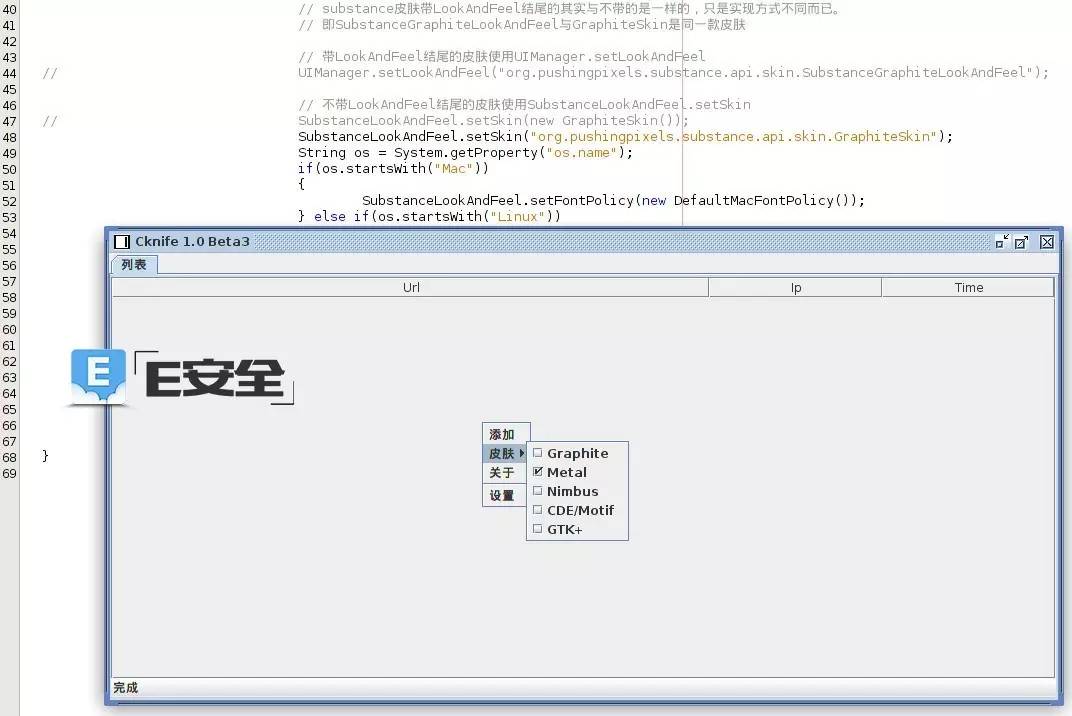 40 // substance皮肤带LookAndFeel结尾的其实与不带的是一样的，只是实现方式不同而已。
41 // 即SubstanceGraphiteLookAndFeel与GraphiteSkin是同一款皮肤
42
43 // 带LookAndFeel结尾的皮肤使用UIManager.setLookAndFeel
44 // UIManager.setLookAndFeel("org.pushingpixels.substance.api.skin.SubstanceGraphiteLookAndFeel");
45
46 // 不带LookAndFeel结尾的皮肤使用SubstanceLookAndFeel.setSkin
47 // SubstanceLookAndFeel.setSkin(new GraphiteSkin());
48 SubstanceLookAndFeel.setSkin("org.pushingpixels.substance.api.skin.GraphiteSkin");
49 String os = System.getProperty("os.name");
50 if(os.startsWith("Mac"))
51 {
52 SubstanceLookAndFeel.setFontPolicy(new DefaultMacFontPolicy());
53 } else if(os.startsWith("Linux"))
54
55
56
57
58
59
60
61
62
63
64
65
66
67
68 }
69
Cknife 1.0 Beta3
列表
Url Ip Time
E E安全
添加
皮肤
关于
设置
Graphite
Metal
Nimbus
CDE/Motif
GTK+
完成